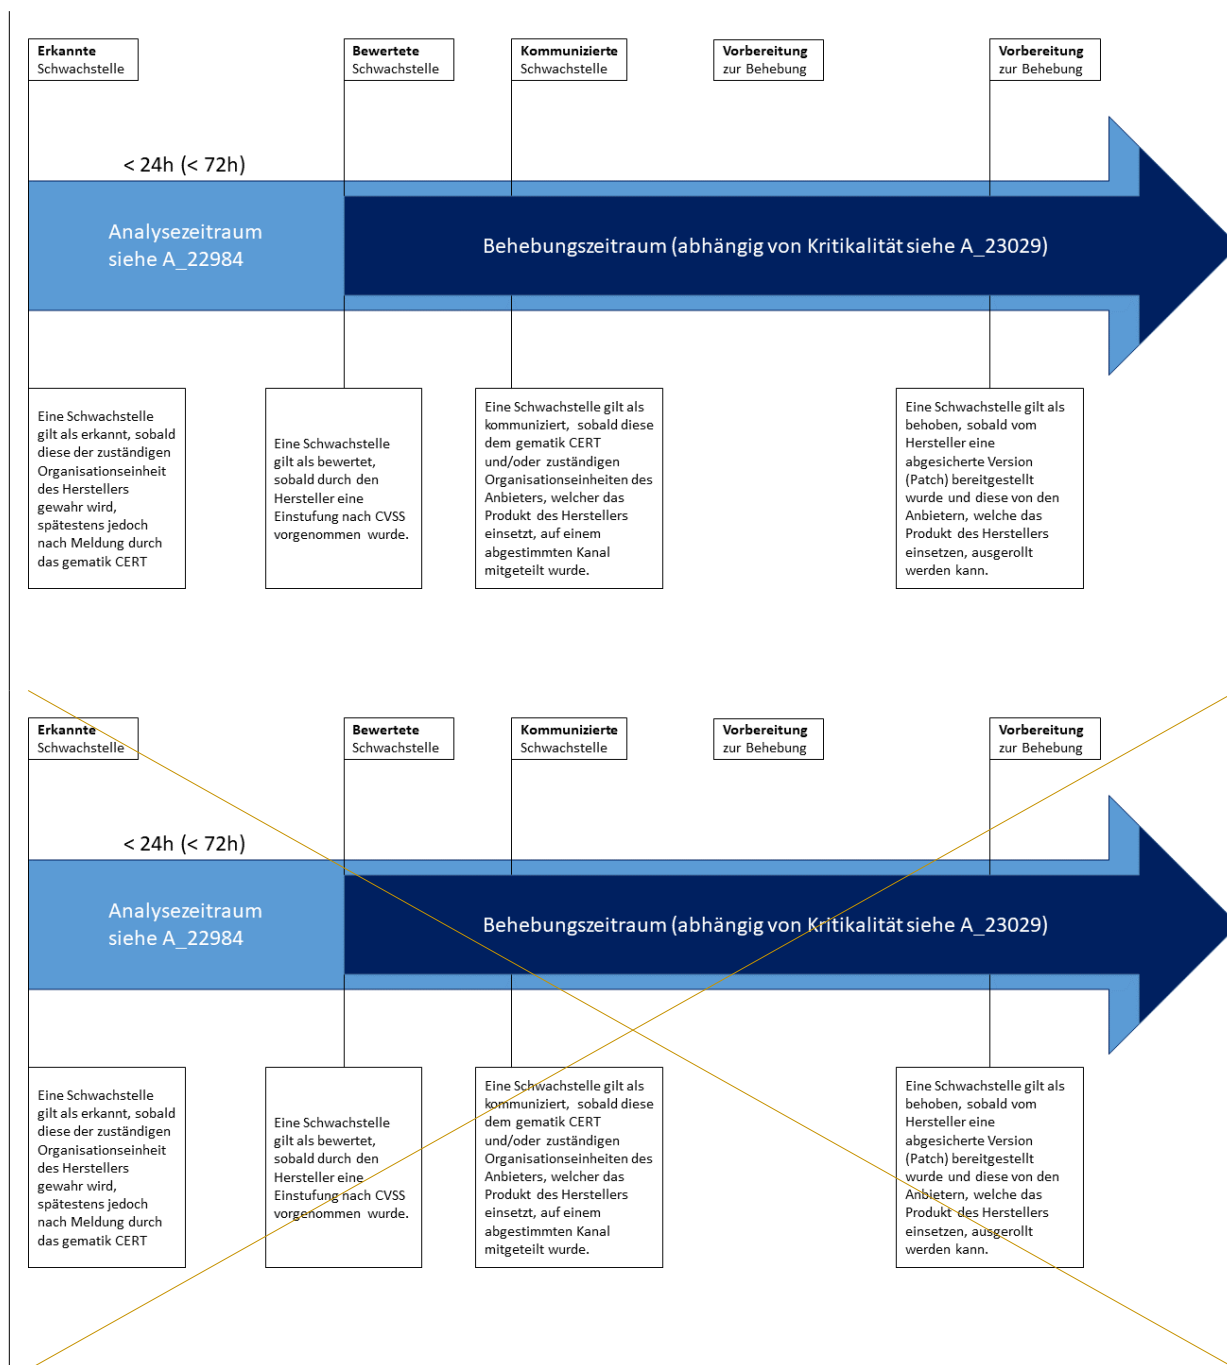 Erkannte
Schwachstelle
Bewertete
Schwachstelle
Kommunizierte
Schwachstelle
Vorbereitung
zur Behebung
Vorbereitung
zur Behebung
< 24h (< 72h)
Analysezeitraum
siehe A_22984
Behebungszeitraum (abhängig von Kritikalität siehe A_23029)
Eine Schwachstelle
gilt als erkannt, sobald
diese der zuständigen
Organisationseinheit
des Herstellers
gewahr wird,
spätestens jedoch
nach Meldung durch
das gematik CERT
Eine Schwachstelle
gilt als bewertet,
sobald durch den
Hersteller eine
Einstufung nach CVSS
vorgenommen wurde.
Eine Schwachstelle gilt als
kommuniziert, sobald diese
dem gematik CERT
und/oder zuständigen
Organisationseinheiten des
Anbieters, welcher das
Produkt des Herstellers
einsetzt, auf einem
abgestimmten Kanal
mitgeteilt wurde.
Eine Schwachstelle gilt als
behoben, sobald vom
Hersteller eine
abgesicherte Version
(Patch) bereitgestellt
wurde und diese von den
Anbietern, welche das
Produkt des Herstellers
einsetzen, ausgerollt
werden kann.
Erkannte
Schwachstelle
Bewertete
Schwachstelle
Kommunizierte
Schwachstelle
Vorbereitung
zur Behebung
Vorbereitung
zur Behebung
< 24h (< 72h)
Analysezeitraum
siehe A_22984
Behebungszeitraum (abhängig von Kritikalität siehe A_23029)
Eine Schwachstelle
gilt als erkannt, sobald
diese der zuständigen
Organisationseinheit
des Herstellers
gewahr wird,
spätestens jedoch
nach Meldung durch
das gematik CERT
Eine Schwachstelle
gilt als bewertet,
sobald durch den
Hersteller eine
Einstufung nach CVSS
vorgenommen wurde.
Eine Schwachstelle gilt als
kommuniziert, sobald diese
dem gematik CERT
und/oder zuständigen
Organisationseinheiten des
Anbieters, welcher das
Produkt des Herstellers
einsetzt, auf einem
abgestimmten Kanal
mitgeteilt wurde.
Eine Schwachstelle gilt als
behoben, sobald vom
Hersteller eine
abgesicherte Version
(Patch) bereitgestellt
wurde und diese von den
Anbietern, welche das
Produkt des Herstellers
einsetzen, ausgerollt
werden kann.